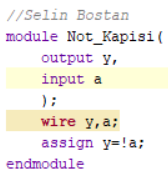 //Selin Bostan
module Not_Kapisi(
output y,
input a
);
wire y,a;
assign y=!a;
endmodule